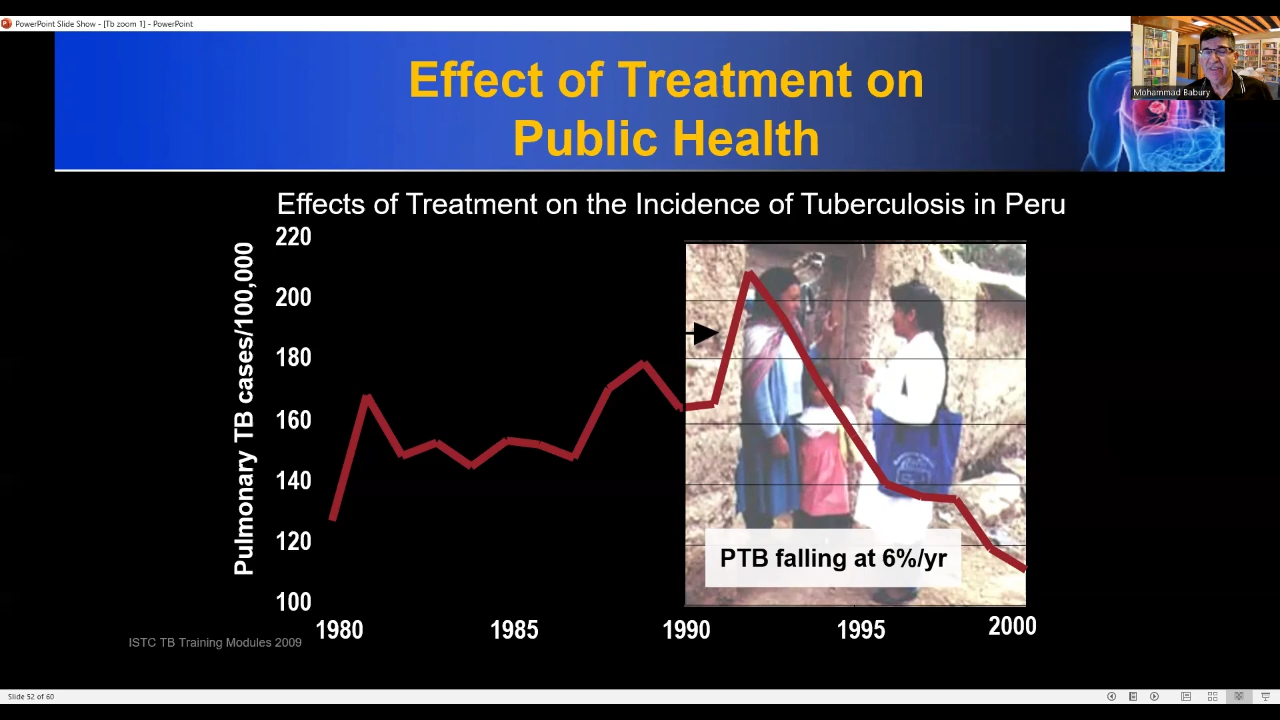 PowerPoint Slide Show - [Tb zoom 1] - PowerPoint
Mohammad Babury
Effect of Treatment on
Public Health
Effects of Treatment on the Incidence of Tuberculosis in Peru
Pulmonary TB cases/100,000
220
200
180
160
140
120
100
PTB falling at 6%/yr
1980
1985
1990
1995
2000
ISTC TB Training Modules 2009
Slide 52 of 60